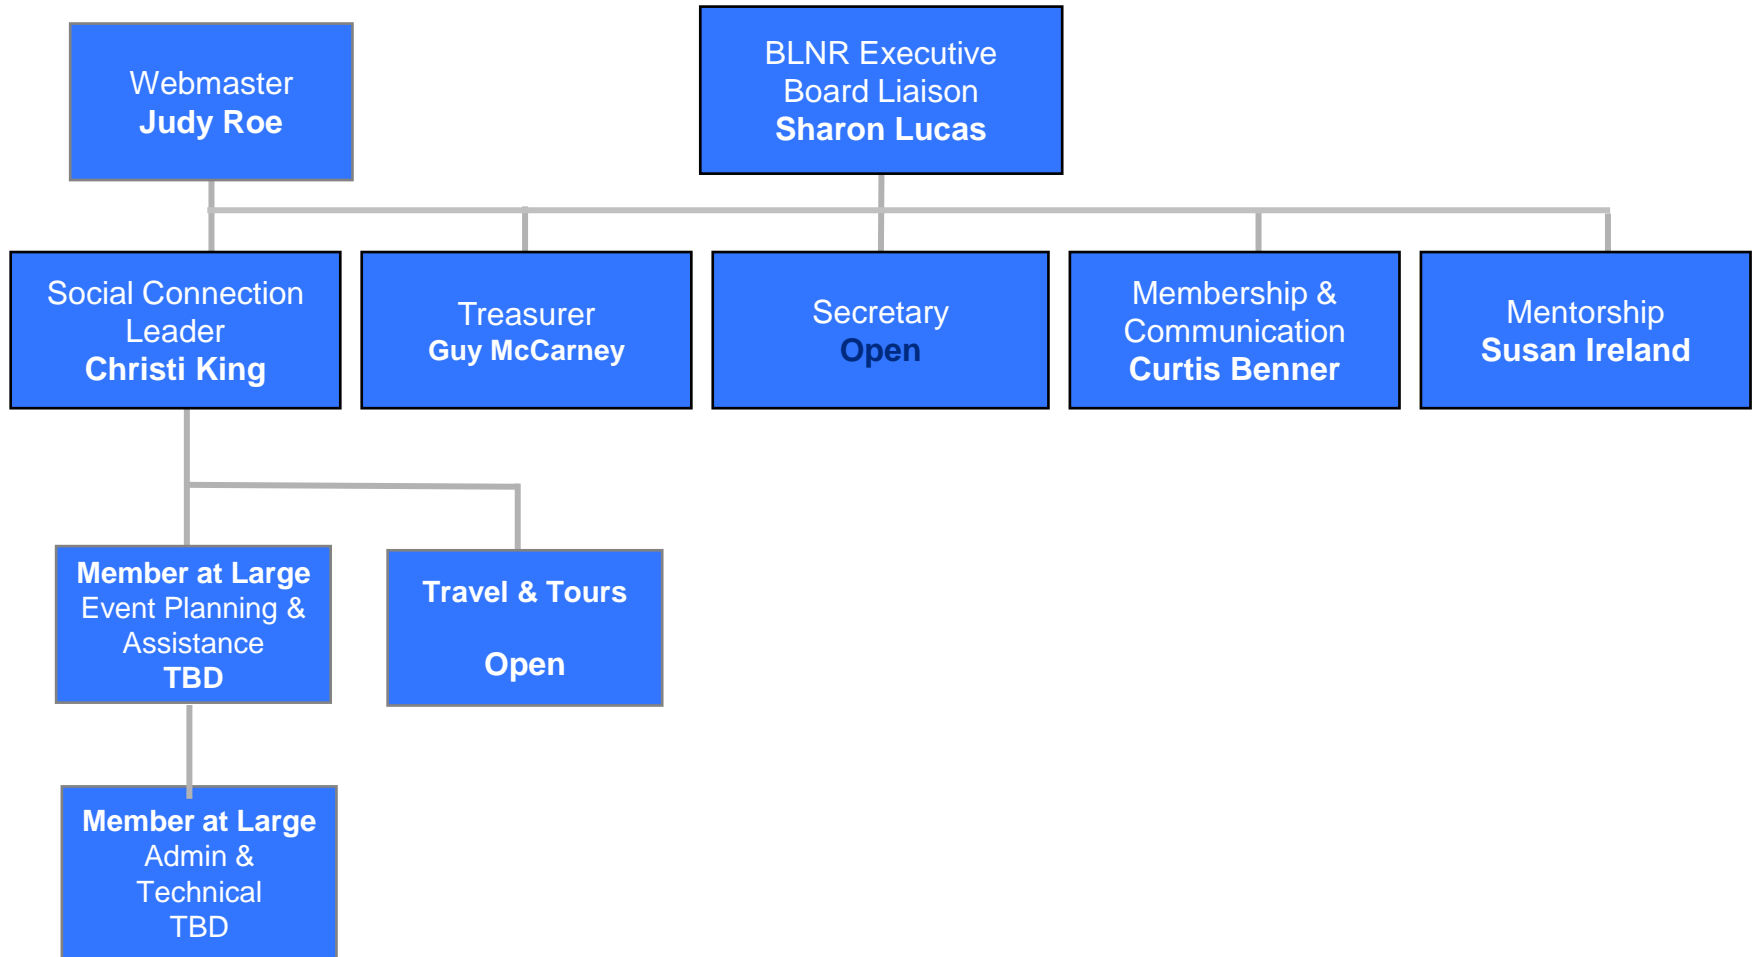 Webmaster
Judy Roe
BLNR Executive
Board Liaison
Sharon Lucas
Social Connection
Leader
Christi King
Treasurer
Guy McCarney
Secretary
Open
Membership &
Communication
Curtis Benner
Mentorship
Susan Ireland
Member at Large
Event Planning &
Assistance
TBD
Travel & Tours
Open
Member at Large
Admin &
Technical
TBD